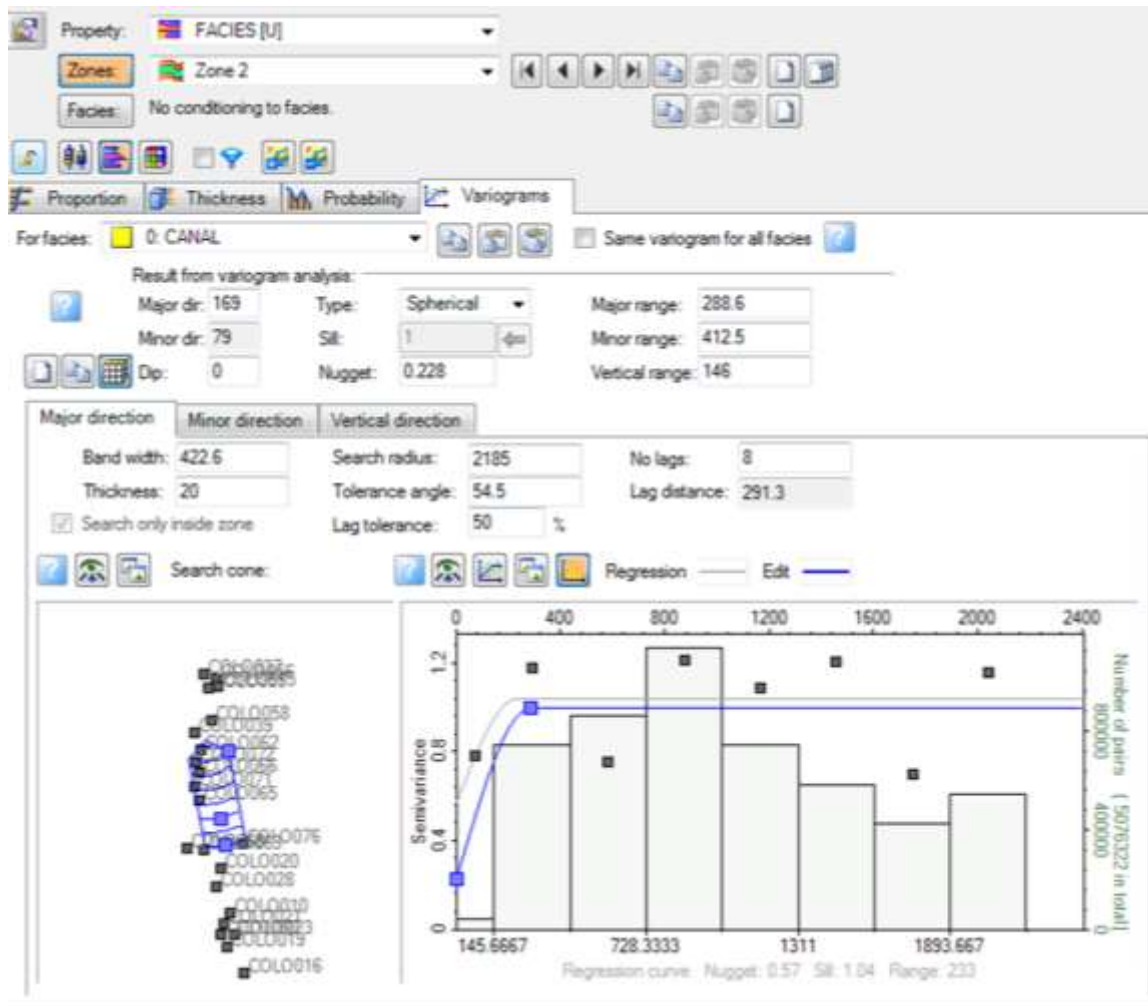 Property: FACIES [U]
Zones: Zone 2
Facies: No conditioning to facies.
Proportion Thickness Probability Variograms
For facies: 0: CANAL Same variogram for all facies
Result from variogram analysis:
Major dir: 169 Type: Spherical Major range: 288.6
Minor dir: 79 Sill: 1 Minor range: 412.5
Dip: 0 Nugget: 0.228 Vertical range: 146
Major direction Minor direction Vertical direction
Band width: 422.6 Search radius: 2185 No lags: 8
Thickness: 20 Tolerance angle: 54.5 Lag distance: 291.3
Search only inside zone Lag tolerance: 50 %
Search cone: Regression Edit
COLO058
COLO039
COLO062
COLO071
COLO065
COLO076
COLO020
COLO028
COLO010
COLO019
COLO016
0 400 800 1200 1600 2000 2400
Semivariance
0 0.4 0.8 1.2
Number of pairs (5076322 in total)
0 400000 800000
145.6667 728.3333 1311 1893.667
Regression curve Nugget: 0.57 Sill: 1.04 Range: 233